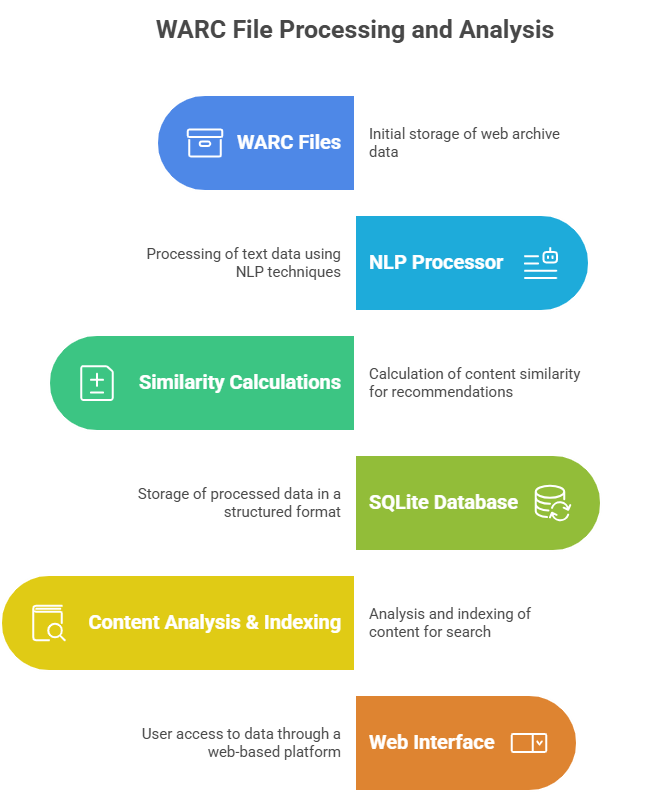 WARC File Processing and Analysis
WARC Files
Initial storage of web archive
data
Processing of text data using
NLP techniques
NLP Processor
Similarity Calculations
Calculation of content similarity
for recommendations
Storage of processed data in a
structured format
SQLite Database
Content Analysis & Indexing
Analysis and indexing of
content for search
User access to data through a
web-based platform
Web Interface